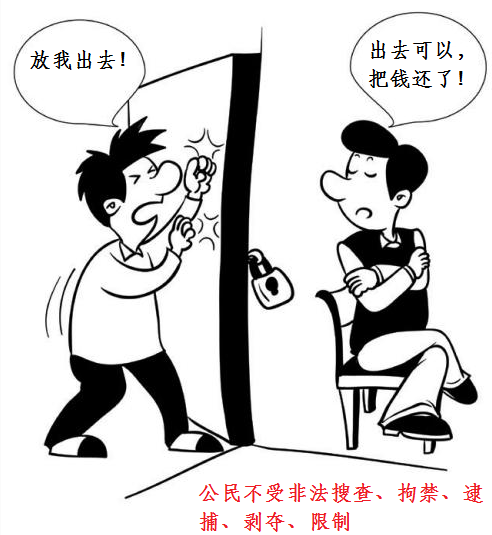 放我出去！
出去可以，
把钱还了！
公民不受非法搜查、拘禁、逮
捕、剥夺、限制